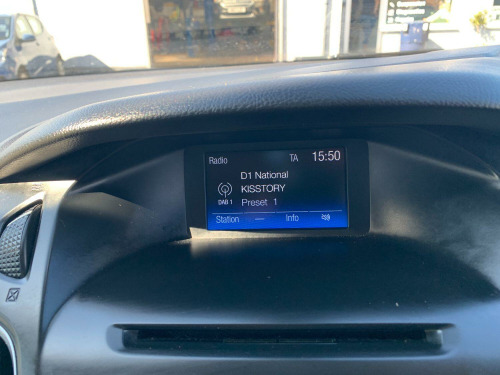 Radio TA 15:50
D1 National
KISSTORY
DAB 1 Preset 1
Station — Info